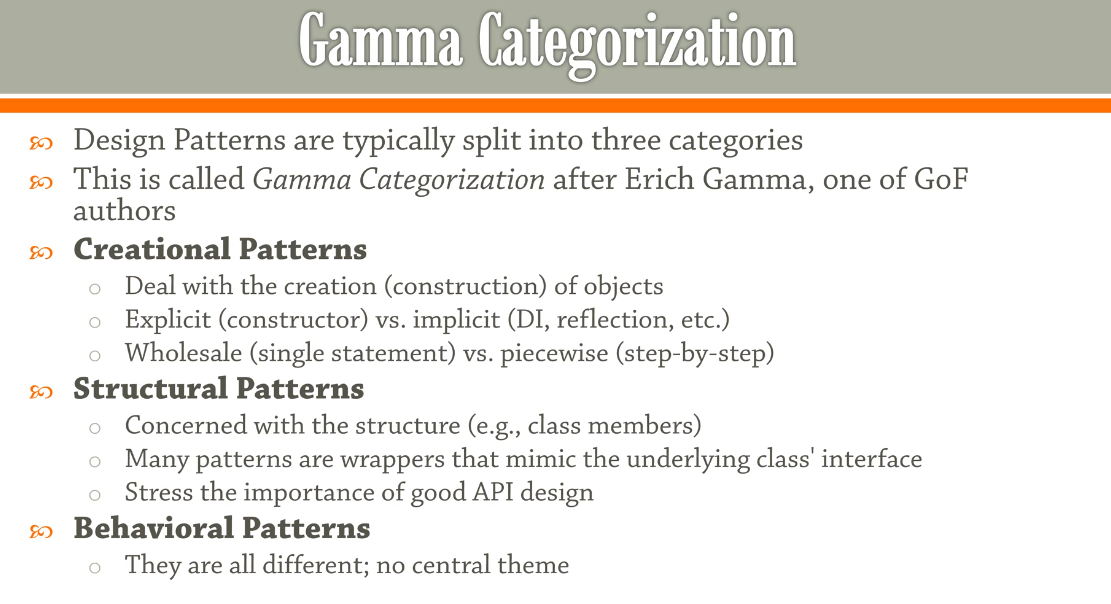 Gamma Categorization
Design Patterns are typically split into three categories
This is called Gamma Categorization after Erich Gamma, one of GoF
authors
Creational Patterns
Deal with the creation (construction) of objects
Explicit (constructor) vs. implicit (DI, reflection, etc.)
Wholesale (single statement) vs. piecewise (step-by-step)
Structural Patterns
Concerned with the structure (e.g., class members)
Many patterns are wrappers that mimic the underlying class' interface
Stress the importance of good API design
Behavioral Patterns
They are all different; no central theme